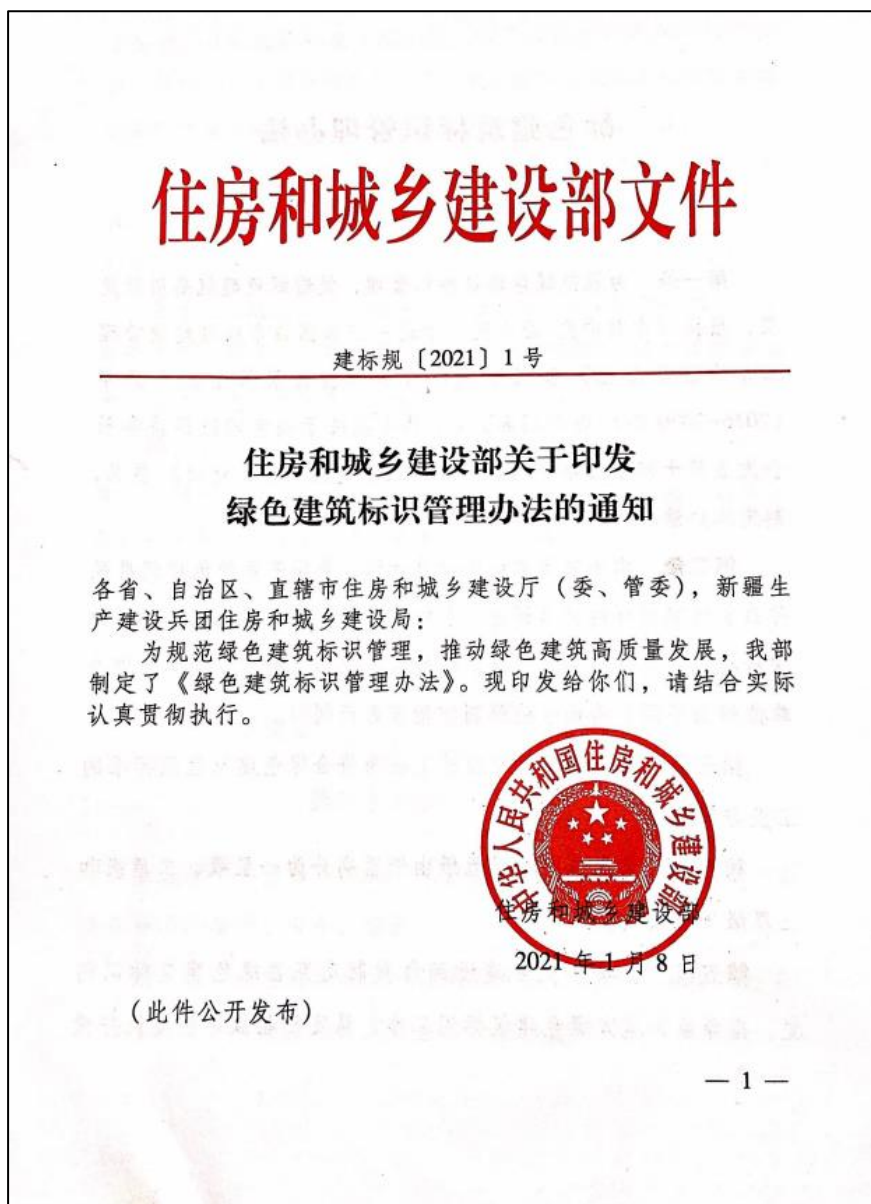 住房和城乡建设部文件
建标规〔2021〕1号
住房和城乡建设部关于印发
绿色建筑标识管理办法的通知
各省、自治区、直辖市住房和城乡建设厅（委、管委），新疆生
产建设兵团住房和城乡建设局：
为规范绿色建筑标识管理，推动绿色建筑高质量发展，我部
制定了《绿色建筑标识管理办法》。现印发给你们，请结合实际
认真贯彻执行。
中华人民共和国住房和城乡建设部
住房和城乡建设部
2021年1月8日
（此件公开发布）
— 1 —